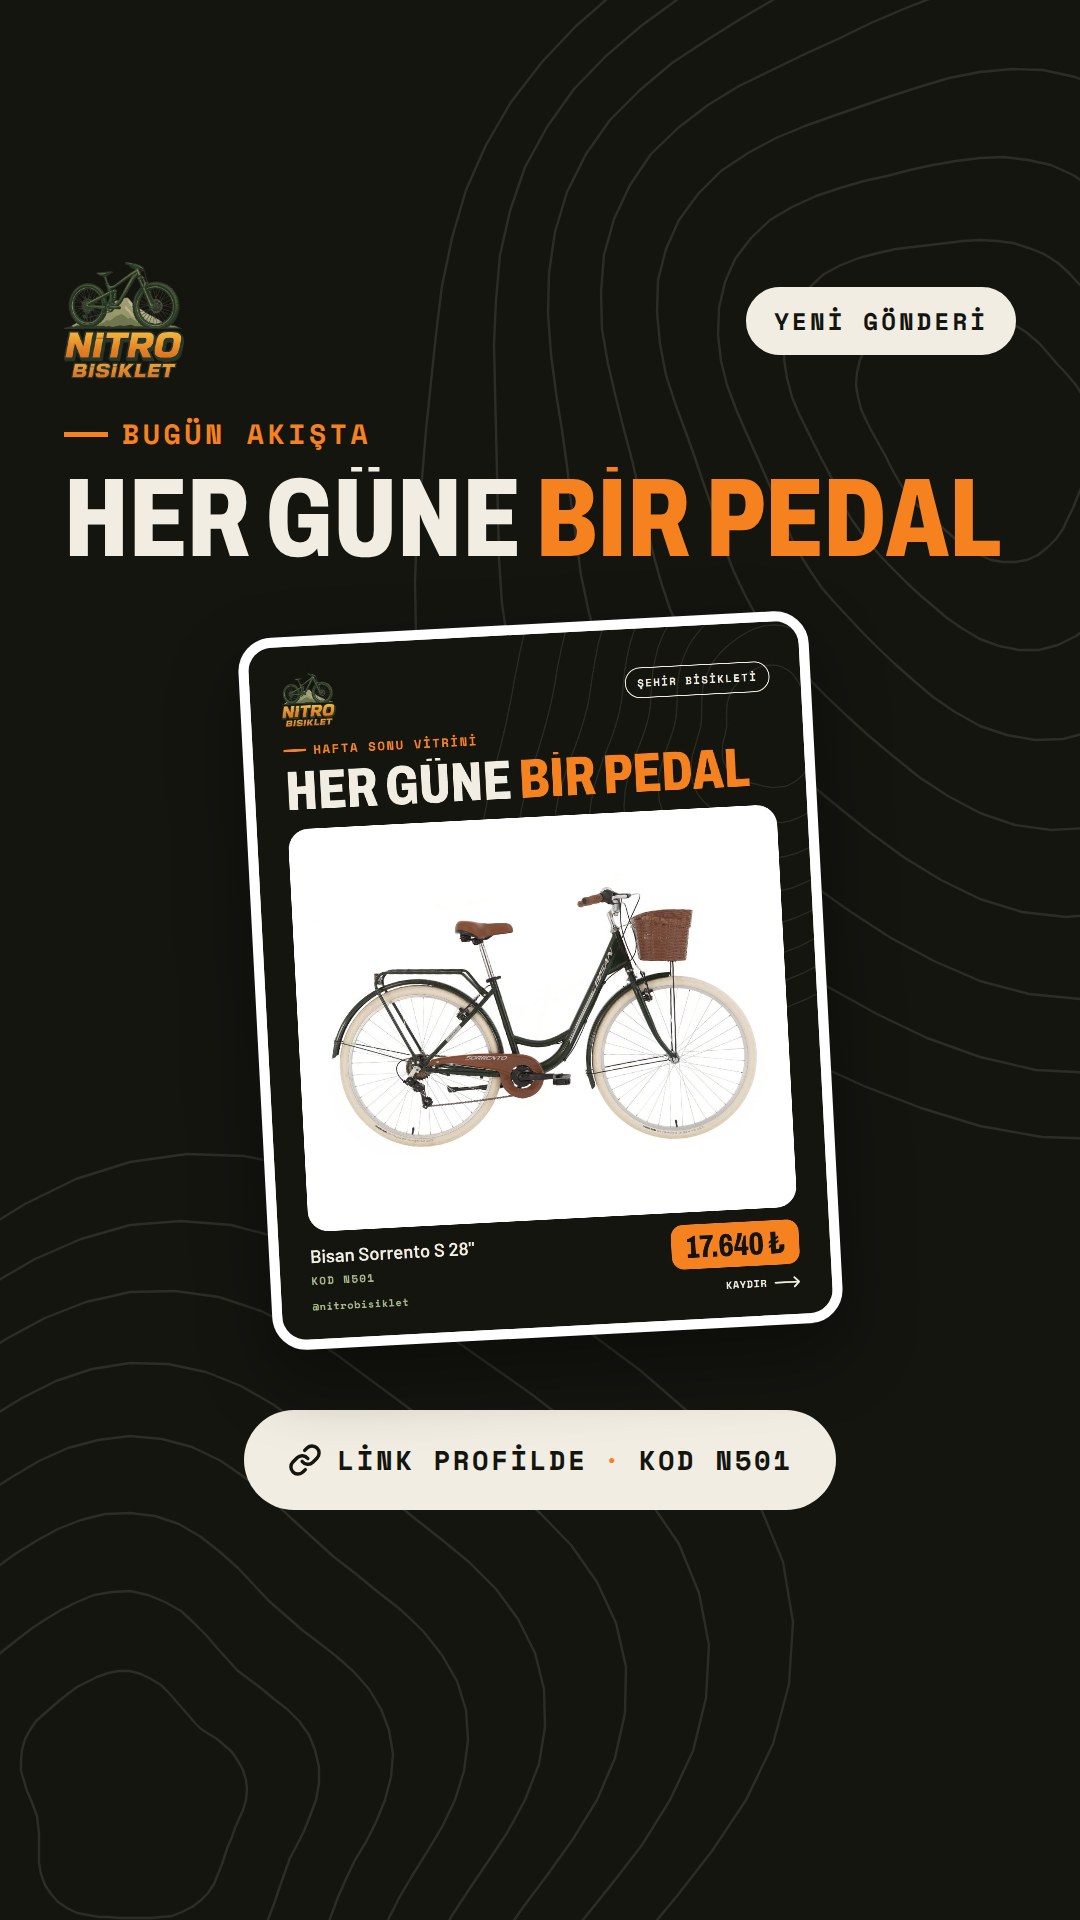 NiTRO
BiSiKLET
YENİ GÖNDERİ
BUGÜN AKIŞTA
HER GÜNE BİR PEDAL
NiTRO
BISIKLET
ŞEHİR BİSİKLETİ
HAFTA SONU VİTRİNİ
HER GÜNE BİR PEDAL
BISAN
SORRENTO
Bisan Sorrento S 28"
17.640 ₺
KOD N501
KAYDIR
@nitrobisiklet
LİNK PROFİLDE · KOD N501